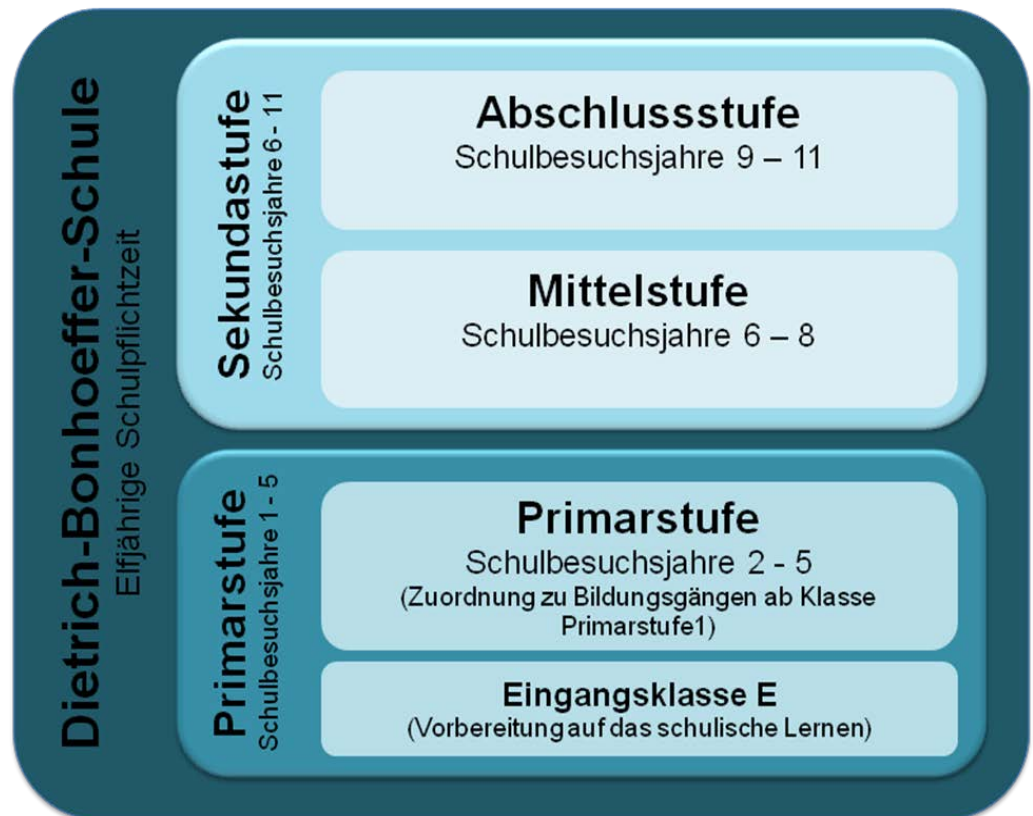 Dietrich-Bonhoeffer-Schule
Elfjährige Schulpflichtzeit
Sekundastufe
Schulbesuchsjahre 6- 11
Abschlussstufe
Schulbesuchsjahre 9 – 11
Mittelstufe
Schulbesuchsjahre 6 – 8
Primarstufe
Schulbesuchsjahre 1 - 5
Primarstufe
Schulbesuchsjahre 2 - 5
(Zuordnung zu Bildungsgängen ab Klasse
Primarstufe1)
Eingangsklasse E
(Vorbereitung auf das schulische Lernen)